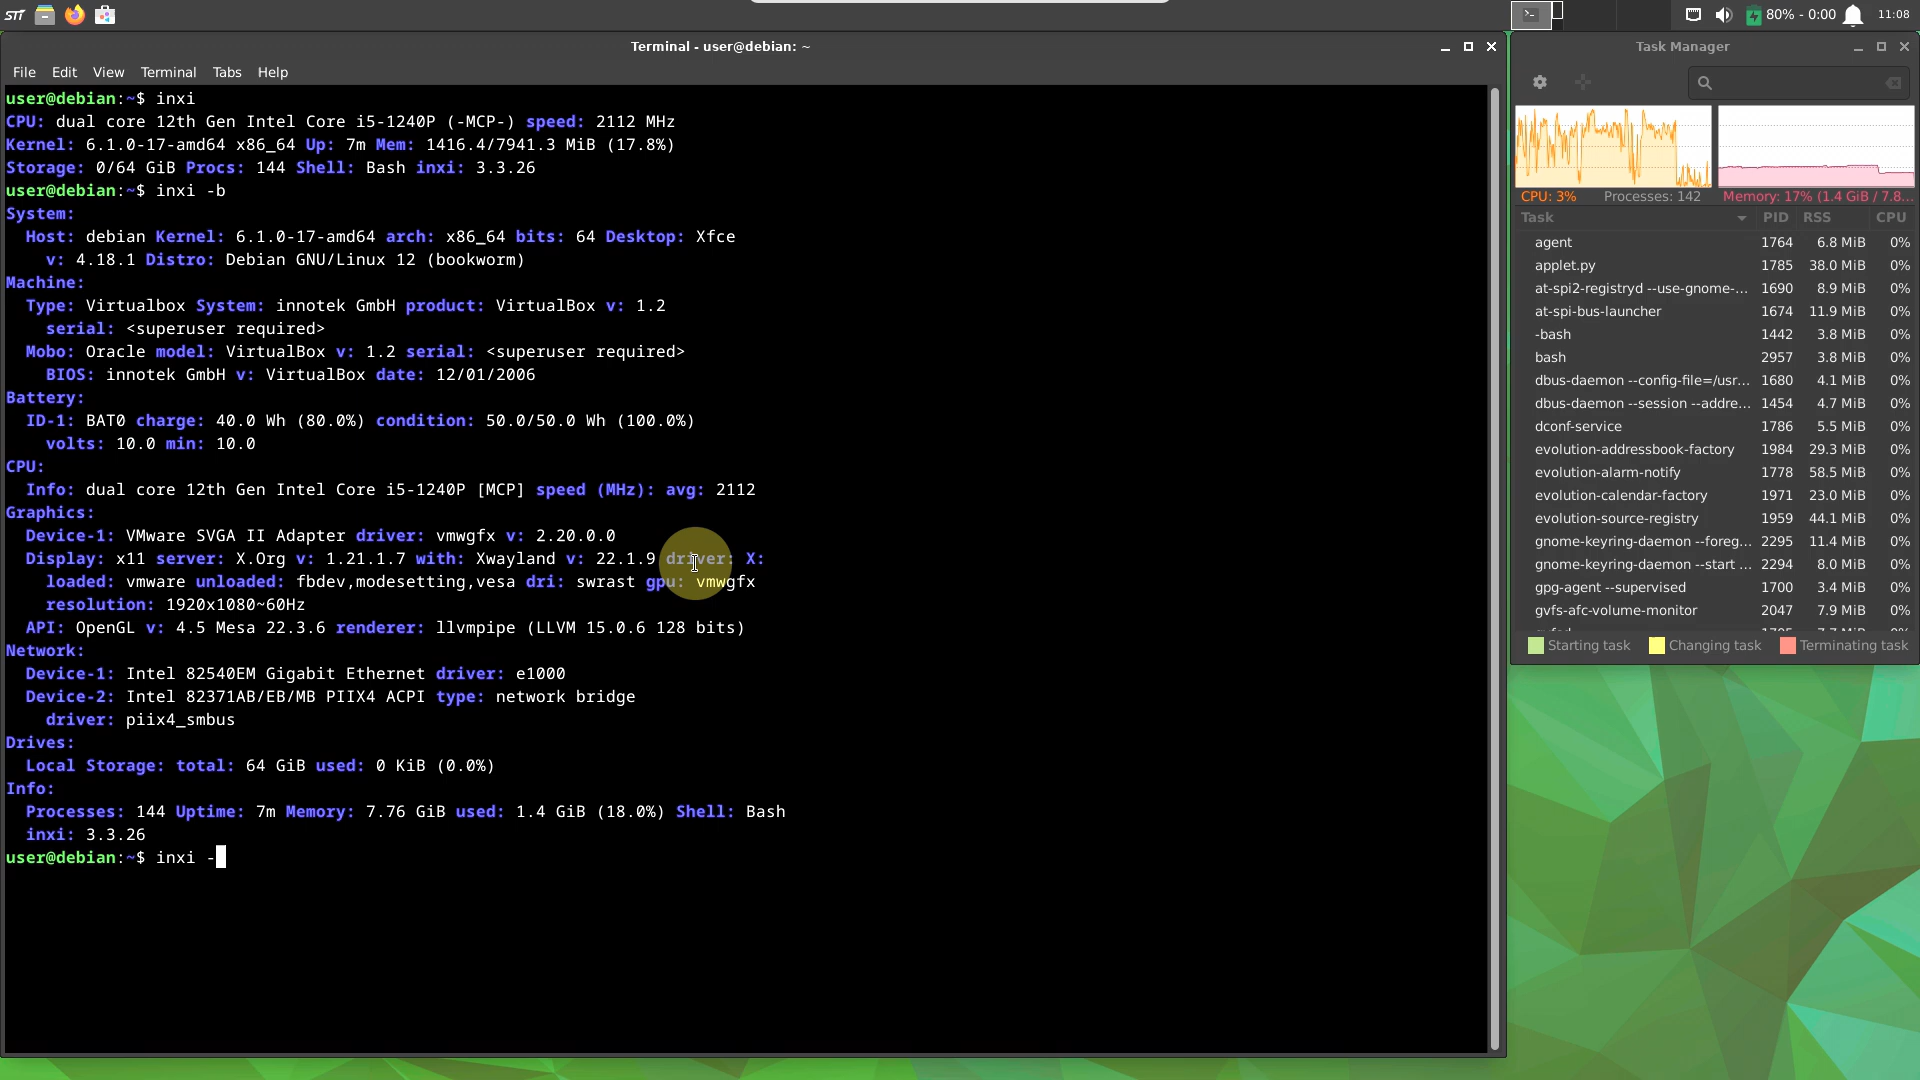 80% - 0:00
11:08
Terminal - user@debian: ~
File Edit View Terminal Tabs Help
user@debian:~$ inxi
CPU: dual core 12th Gen Intel Core i5-1240P (-MCP-) speed: 2112 MHz
Kernel: 6.1.0-17-amd64 x86_64 Up: 7m Mem: 1416.4/7941.3 MiB (17.8%)
Storage: 0/64 GiB Procs: 144 Shell: Bash inxi: 3.3.26
user@debian:~$ inxi -b
System:
Host: debian Kernel: 6.1.0-17-amd64 arch: x86_64 bits: 64 Desktop: Xfce
v: 4.18.1 Distro: Debian GNU/Linux 12 (bookworm)
Machine:
Type: Virtualbox System: innotek GmbH product: VirtualBox v: 1.2
serial: <superuser required>
Mobo: Oracle model: VirtualBox v: 1.2 serial: <superuser required>
BIOS: innotek GmbH v: VirtualBox date: 12/01/2006
Battery:
ID-1: BAT0 charge: 40.0 Wh (80.0%) condition: 50.0/50.0 Wh (100.0%)
volts: 10.0 min: 10.0
CPU:
Info: dual core 12th Gen Intel Core i5-1240P [MCP] speed (MHz): avg: 2112
Graphics:
Device-1: VMware SVGA II Adapter driver: vmwgfx v: 2.20.0.0
Display: x11 server: X.Org v: 1.21.1.7 with: Xwayland v: 22.1.9 driver: X:
loaded: vmware unloaded: fbdev,modesetting,vesa dri: swrast gpu: vmwgfx
resolution: 1920x1080~60Hz
API: OpenGL v: 4.5 Mesa 22.3.6 renderer: llvmpipe (LLVM 15.0.6 128 bits)
Network:
Device-1: Intel 82540EM Gigabit Ethernet driver: e1000
Device-2: Intel 82371AB/EB/MB PIIX4 ACPI type: network bridge
driver: piix4_smbus
Drives:
Local Storage: total: 64 GiB used: 0 KiB (0.0%)
Info:
Processes: 144 Uptime: 7m Memory: 7.76 GiB used: 1.4 GiB (18.0%) Shell: Bash
inxi: 3.3.26
user@debian:~$ inxi -
Task Manager
CPU: 3% Processes: 142 Memory: 17% (1.4 GiB / 7.8...
Task PID RSS CPU
agent 1764 6.8 MiB 0%
applet.py 1785 38.0 MiB 0%
at-spi2-registryd --use-gnome-... 1690 8.9 MiB 0%
at-spi-bus-launcher 1674 11.9 MiB 0%
-bash 1442 3.8 MiB 0%
bash 2957 3.8 MiB 0%
dbus-daemon --config-file=/usr... 1680 4.1 MiB 0%
dbus-daemon --session --addre... 1454 4.7 MiB 0%
dconf-service 1786 5.5 MiB 0%
evolution-addressbook-factory 1984 29.3 MiB 0%
evolution-alarm-notify 1778 58.5 MiB 0%
evolution-calendar-factory 1971 23.0 MiB 0%
evolution-source-registry 1959 44.1 MiB 0%
gnome-keyring-daemon --foreg... 2295 11.4 MiB 0%
gnome-keyring-daemon --start ... 2294 8.0 MiB 0%
gpg-agent --supervised 1700 3.4 MiB 0%
gvfs-afc-volume-monitor 2047 7.9 MiB 0%
Starting task Changing task Terminating task